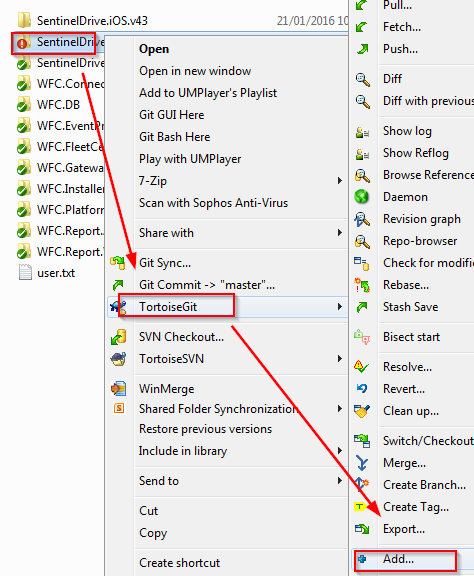 SentinelDrive.iOS.v43
21/01/2016 10
SentinelDrive
SentinelDrive
WFC.Connec
WFC.DB
WFC.EventPr
WFC.FleetCe
WFC.Gatewa
WFC.Installer
WFC.Platform
WFC.Report.
WFC.Report.
user.txt
Open
Open in new window
Add to UMPlayer's Playlist
Git GUI Here
Git Bash Here
Play with UMPlayer
7-Zip
Scan with Sophos Anti-Virus
Share with
Git Sync...
Git Commit -> "master"...
TortoiseGit
SVN Checkout...
TortoiseSVN
WinMerge
Shared Folder Synchronization
Restore previous versions
Include in library
Send to
Cut
Copy
Create shortcut
Pull...
Fetch...
Push...
Diff
Diff with previous
Show log
Show Reflog
Browse Reference
Daemon
Revision graph
Repo-browser
Check for modific
Rebase...
Stash Save
Bisect start
Resolve...
Revert...
Clean up...
Switch/Checkout
Merge...
Create Branch...
Create Tag...
Export...
Add...